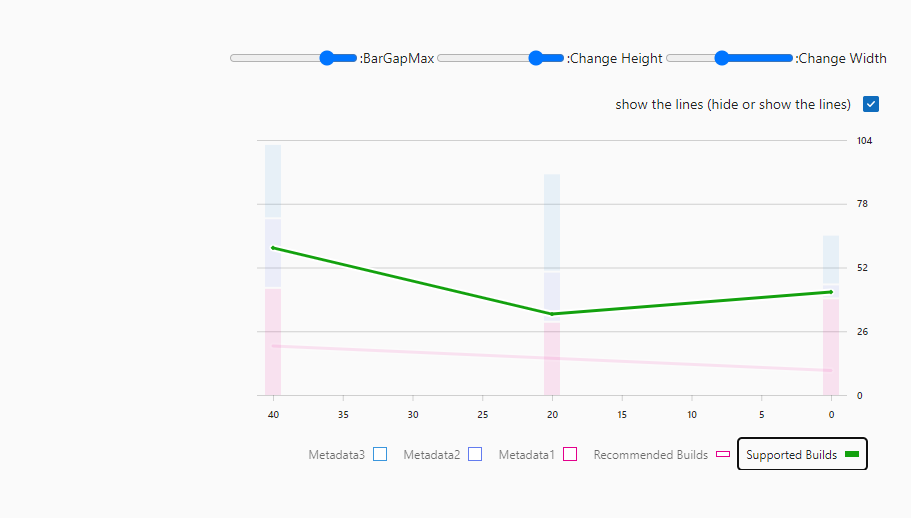 :BarGapMax :Change Height :Change Width
show the lines (hide or show the lines)
104
78
52
26
0
40 35 30 25 20 15 10 5 0
Metadata3 Metadata2 Metadata1 Recommended Builds Supported Builds